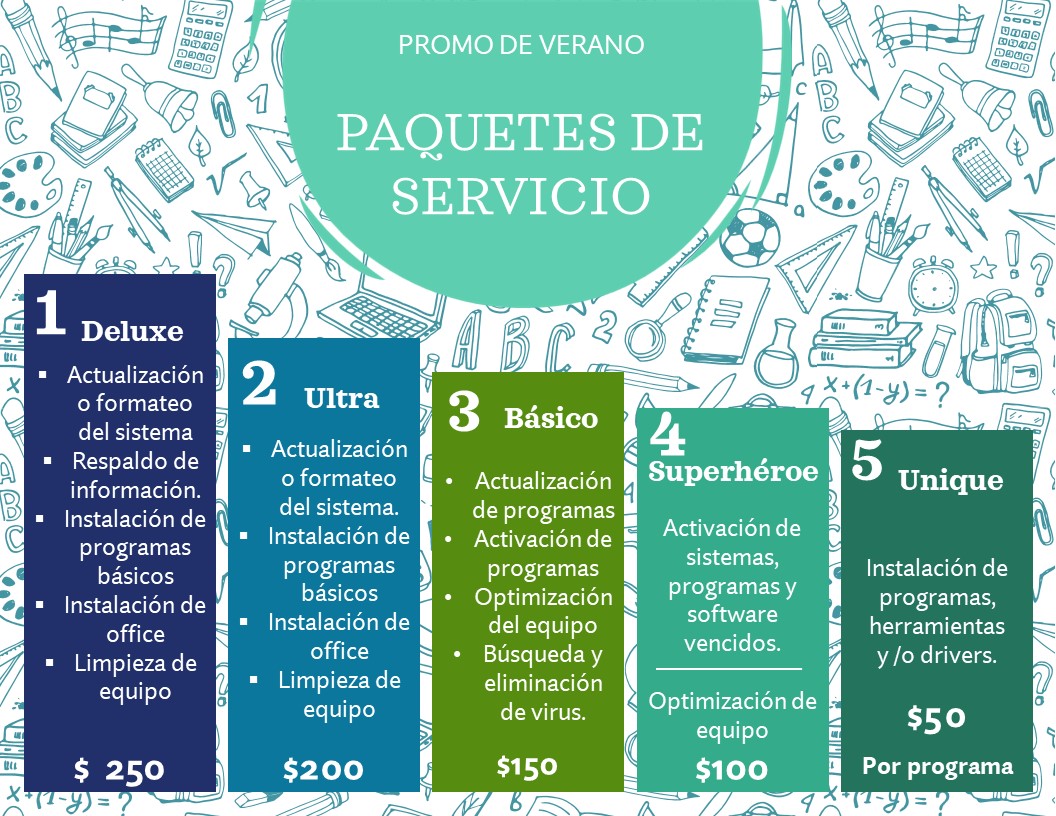 PROMO DE VERANO
PAQUETES DE
SERVICIO
1
Deluxe
▪ Actualización
o formateo
del sistema
▪ Respaldo de
información.
▪ Instalación de
programas
básicos
▪ Instalación de
office
▪ Limpieza de
equipo
$ 250
2
Ultra
▪ Actualización
o formateo
del sistema.
▪ Instalación de
programas
básicos
▪ Instalación de
office
▪ Limpieza de
equipo
$200
3
Básico
• Actualización
de programas
• Activación de
programas
• Optimización
del equipo
• Búsqueda y
eliminación
de virus.
$150
4
Superhéroe
Activación de
sistemas,
programas y
software
vencidos.
Optimización de
equipo
$100
5
Unique
Instalación de
programas,
herramientas
y /o drivers.
$50
Por programa
A B C 2
x+(1-y)=?
A
B
C